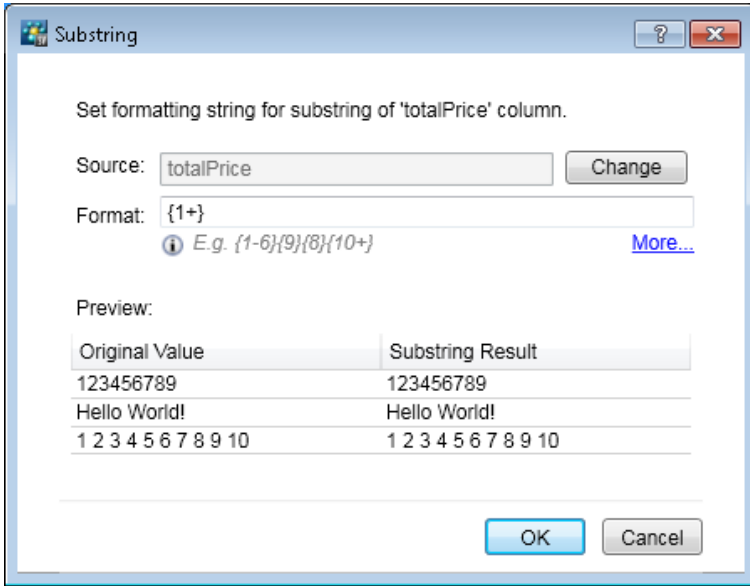 Substring
Set formatting string for substring of 'totalPrice' column.
Source: totalPrice Change
Format: {1+}
E.g. {1-6}{9}{8}{10+} More...
Preview:
Original Value Substring Result
123456789 123456789
Hello World! Hello World!
1 2 3 4 5 6 7 8 9 10 1 2 3 4 5 6 7 8 9 10
OK Cancel